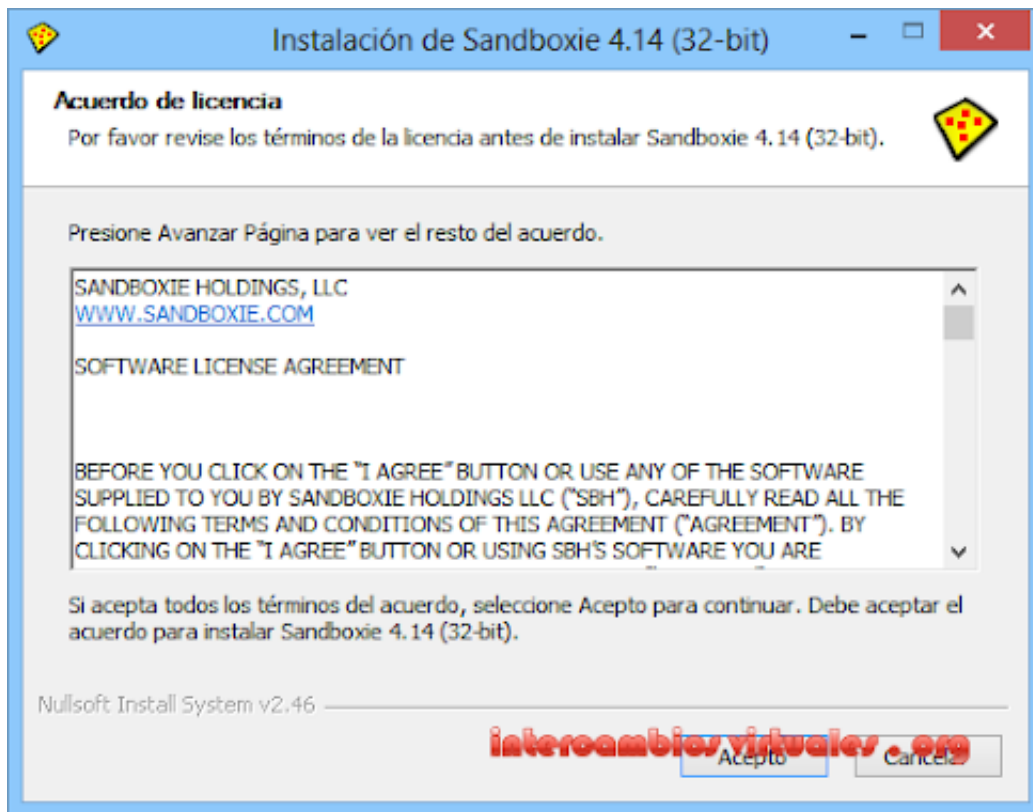 Instalación de Sandboxie 4.14 (32-bit)
Acuerdo de licencia
Por favor revise los términos de la licencia antes de instalar Sandboxie 4.14 (32-bit).
Presione Avanzar Página para ver el resto del acuerdo.
SANDBOXIE HOLDINGS, LLC
WWW.SANDBOXIE.COM
SOFTWARE LICENSE AGREEMENT
BEFORE YOU CLICK ON THE "I AGREE" BUTTON OR USE ANY OF THE SOFTWARE
SUPPLIED TO YOU BY SANDBOXIE HOLDINGS LLC ("SBH"), CAREFULLY READ ALL THE
FOLLOWING TERMS AND CONDITIONS OF THIS AGREEMENT ("AGREEMENT"). BY
CLICKING ON THE "I AGREE" BUTTON OR USING SBH'S SOFTWARE YOU ARE
Si acepta todos los términos del acuerdo, seleccione Acepto para continuar. Debe aceptar el
acuerdo para instalar Sandboxie 4.14 (32-bit).
Nullsoft Install System v2.46
intercambios virtuales . org
Acepto
Cancelar